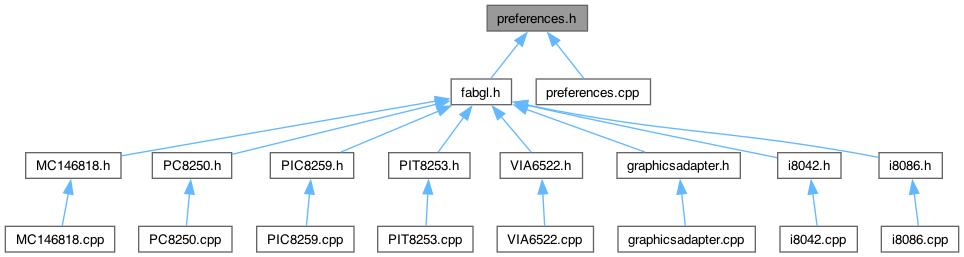 preferences.h
fabgl.h
preferences.cpp
MC146818.h
PC8250.h
PIC8259.h
PIT8253.h
VIA6522.h
graphicsadapter.h
i8042.h
i8086.h
MC146818.cpp
PC8250.cpp
PIC8259.cpp
PIT8253.cpp
VIA6522.cpp
graphicsadapter.cpp
i8042.cpp
i8086.cpp